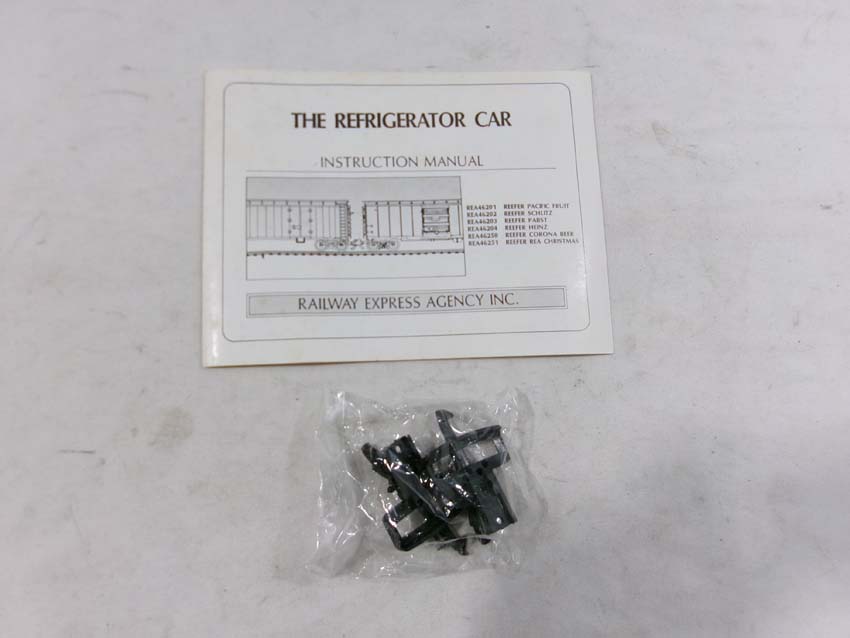 THE REFRIGERATOR CAR
INSTRUCTION MANUAL
REA46201 REEFER PACIFIC FRUIT
REA46202 REEFER SCHLITZ
REA46203 REEFER PABST
REA46204 REEFER HEINZ
REA46250 REEFER CORONA BEER
REA46251 REEFER REA CHRISTMAS
RAILWAY EXPRESS AGENCY INC.